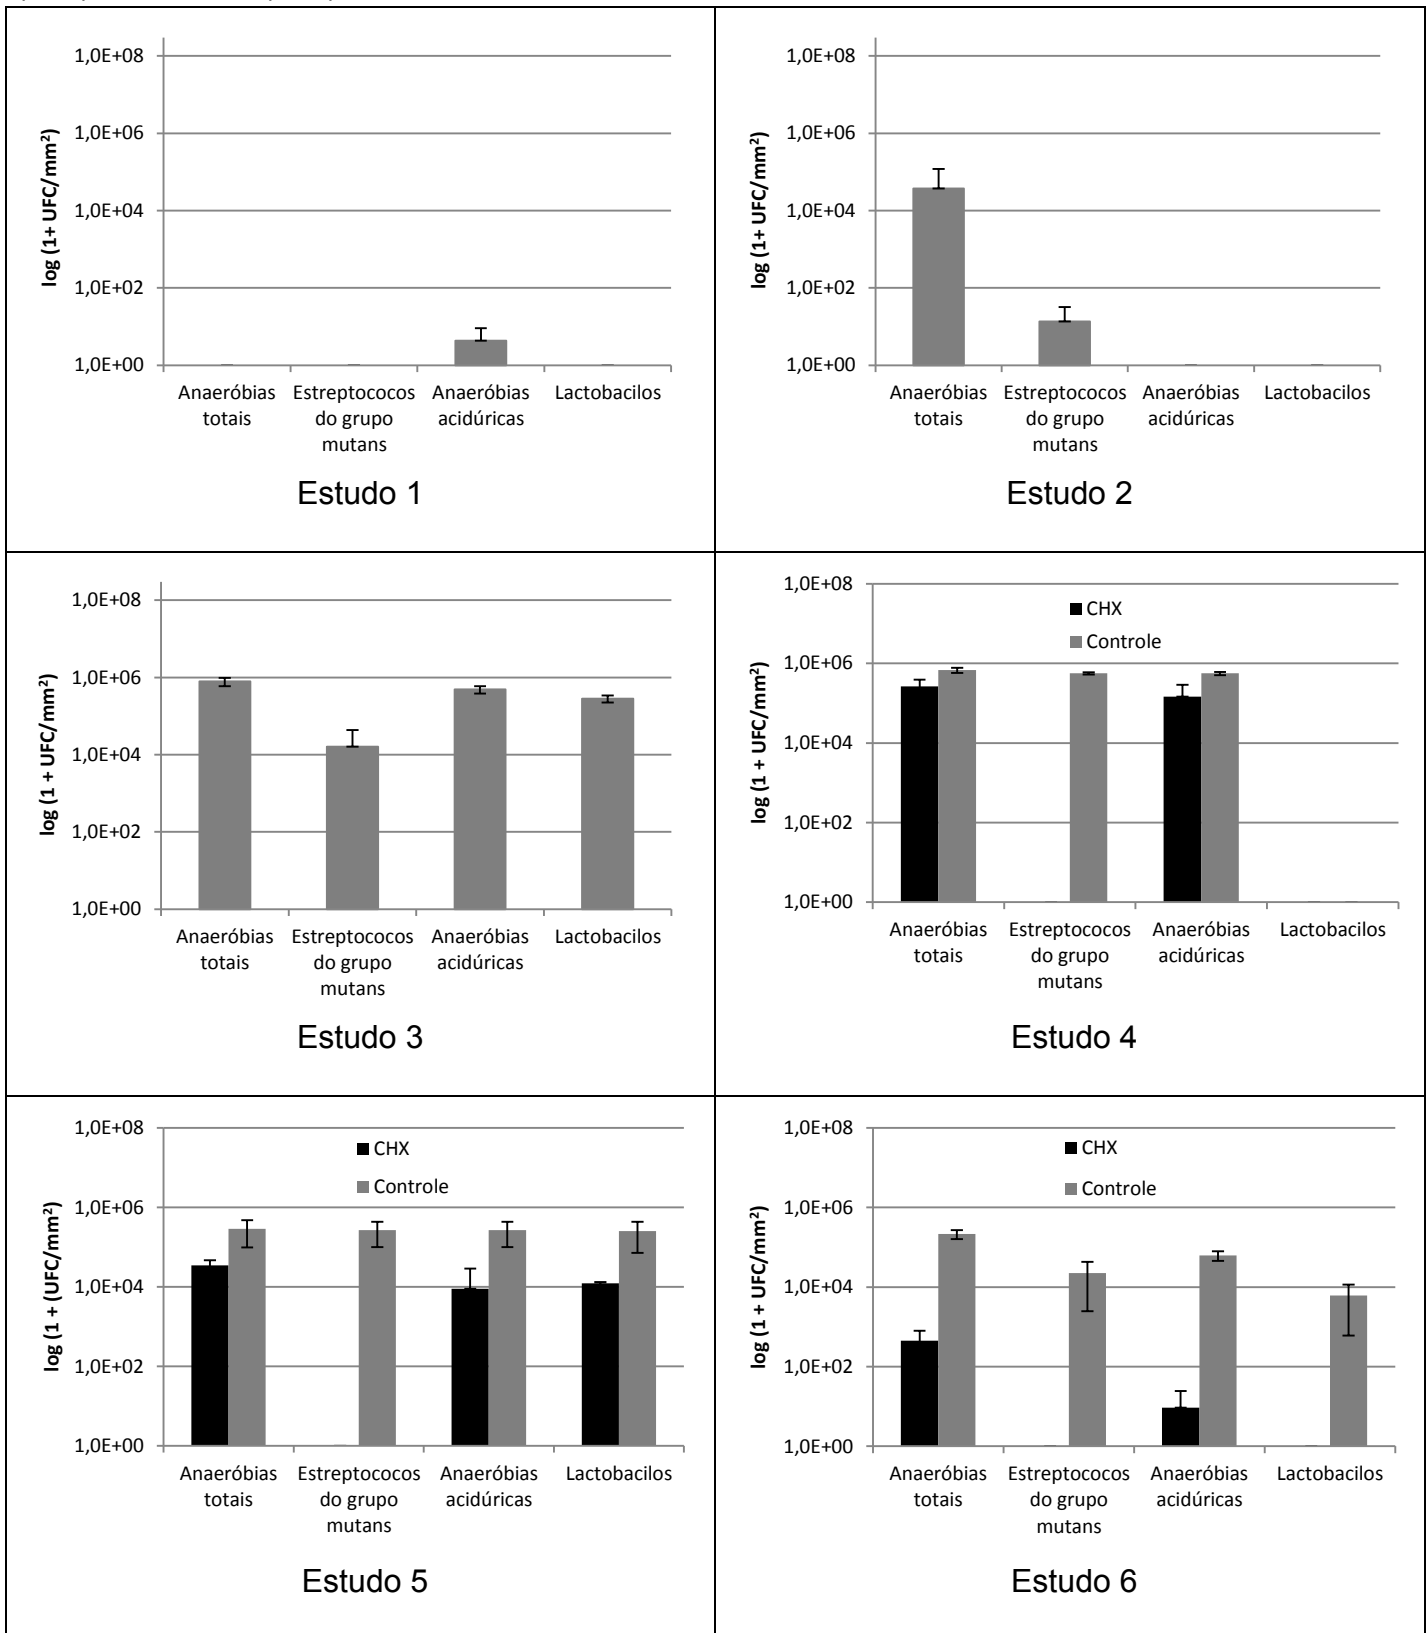 1,0E+08
1,0E+06
1,0E+04
1,0E+02
1,0E+00
log (1+ UFC/mm²)
Anaeróbias totais
Estreptococos do grupo mutans
Anaeróbias acidúricas
Lactobacilos
Estudo 1
1,0E+08
1,0E+06
1,0E+04
1,0E+02
1,0E+00
log (1+ UFC/mm²)
Anaeróbias totais
Estreptococos do grupo mutans
Anaeróbias acidúricas
Lactobacilos
Estudo 2
1,0E+08
1,0E+06
1,0E+04
1,0E+02
1,0E+00
log (1 + UFC/mm²)
Anaeróbias totais
Estreptococos do grupo mutans
Anaeróbias acidúricas
Lactobacilos
Estudo 3
1,0E+08
1,0E+06
1,0E+04
1,0E+02
1,0E+00
log (1 + UFC/mm²)
CHX
Controle
Anaeróbias totais
Estreptococos do grupo mutans
Anaeróbias acidúricas
Lactobacilos
Estudo 4
1,0E+08
1,0E+06
1,0E+04
1,0E+02
1,0E+00
log (1 + (UFC/mm²)
CHX
Controle
Anaeróbias totais
Estreptococos do grupo mutans
Anaeróbias acidúricas
Lactobacilos
Estudo 5
1,0E+08
1,0E+06
1,0E+04
1,0E+02
1,0E+00
log (1 + UFC/mm²)
CHX
Controle
Anaeróbias totais
Estreptococos do grupo mutans
Anaeróbias acidúricas
Lactobacilos
Estudo 6